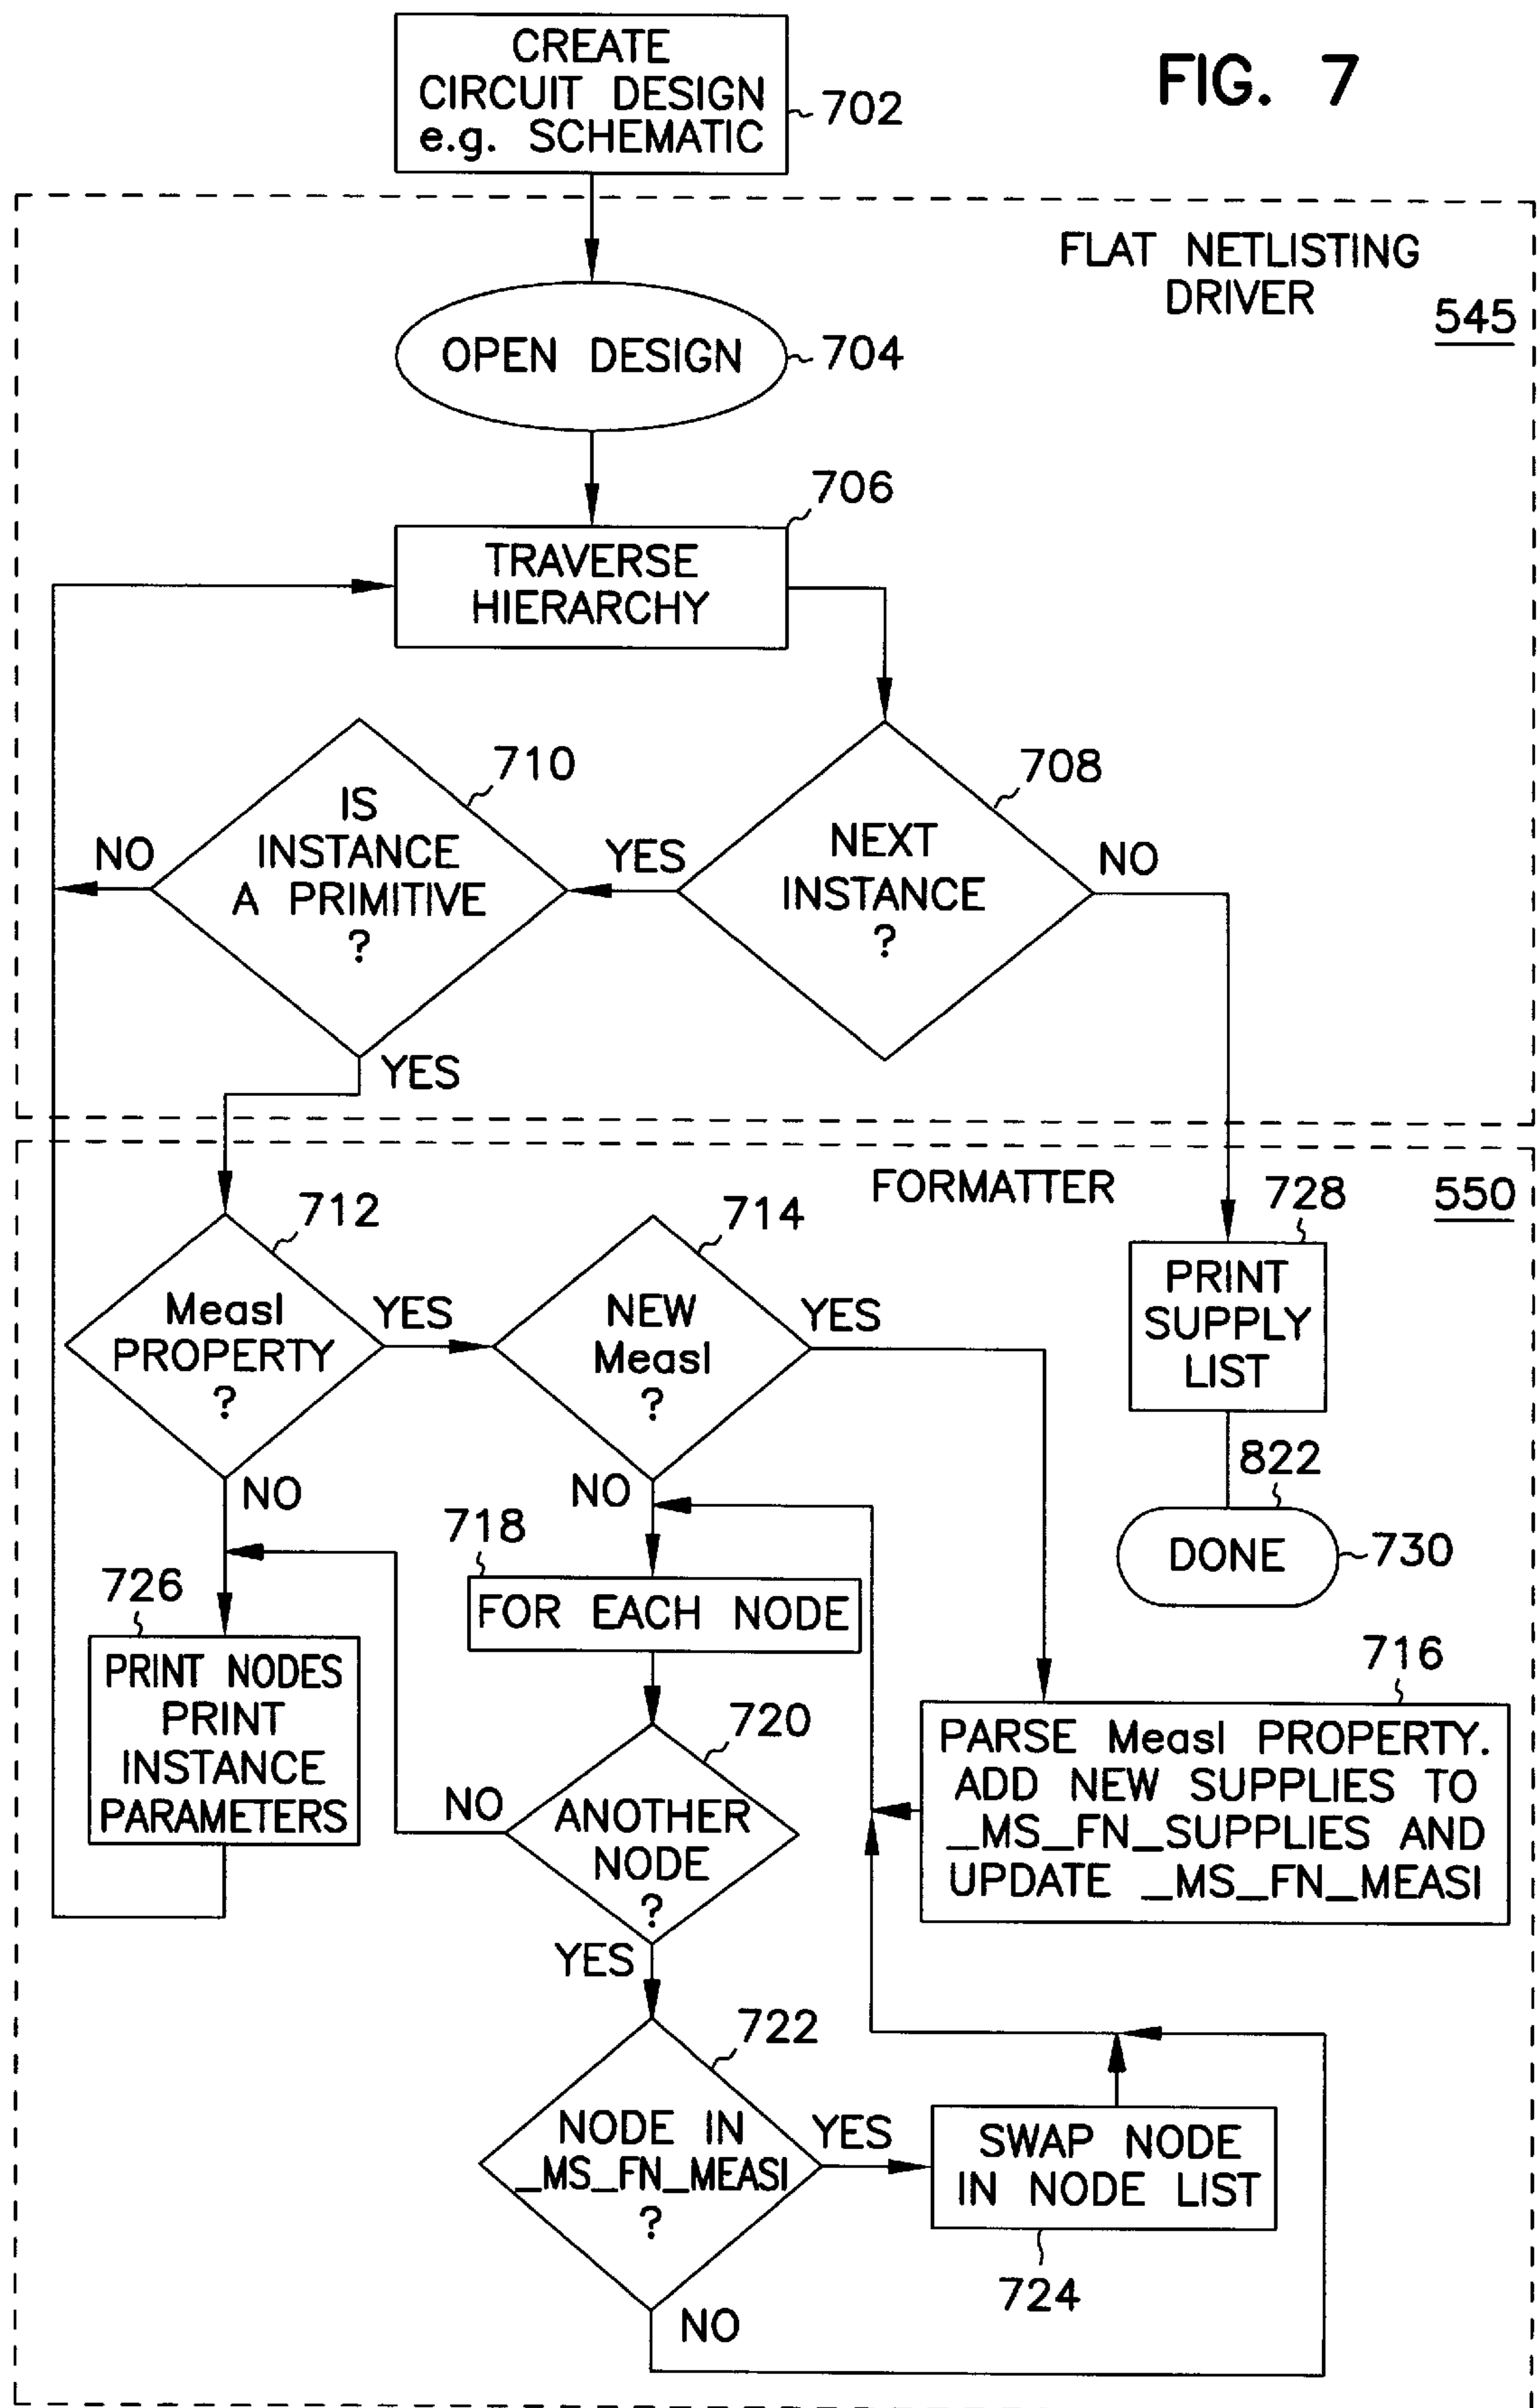 FIG. 7
CREATE
CIRCUIT DESIGN
e.g. SCHEMATIC
702
FLAT NETLISTING
DRIVER
545
OPEN DESIGN
704
706
TRAVERSE
HIERARCHY
710
IS
INSTANCE
A PRIMITIVE
?
NO
YES
708
NEXT
INSTANCE
?
NO
YES
FORMATTER
550
712
MeasI
PROPERTY
?
YES
714
NEW
MeasI
?
YES
728
PRINT
SUPPLY
LIST
NO
NO
822
DONE
730
718
FOR EACH NODE
726
PRINT NODES
PRINT
INSTANCE
PARAMETERS
716
PARSE MeasI PROPERTY.
ADD NEW SUPPLIES TO
_MS_FN_SUPPLIES AND
UPDATE _MS_FN_MEASI
720
NO
ANOTHER
NODE
?
YES
722
NODE IN
_MS_FN_MEASI
?
YES
SWAP NODE
IN NODE LIST
724
NO